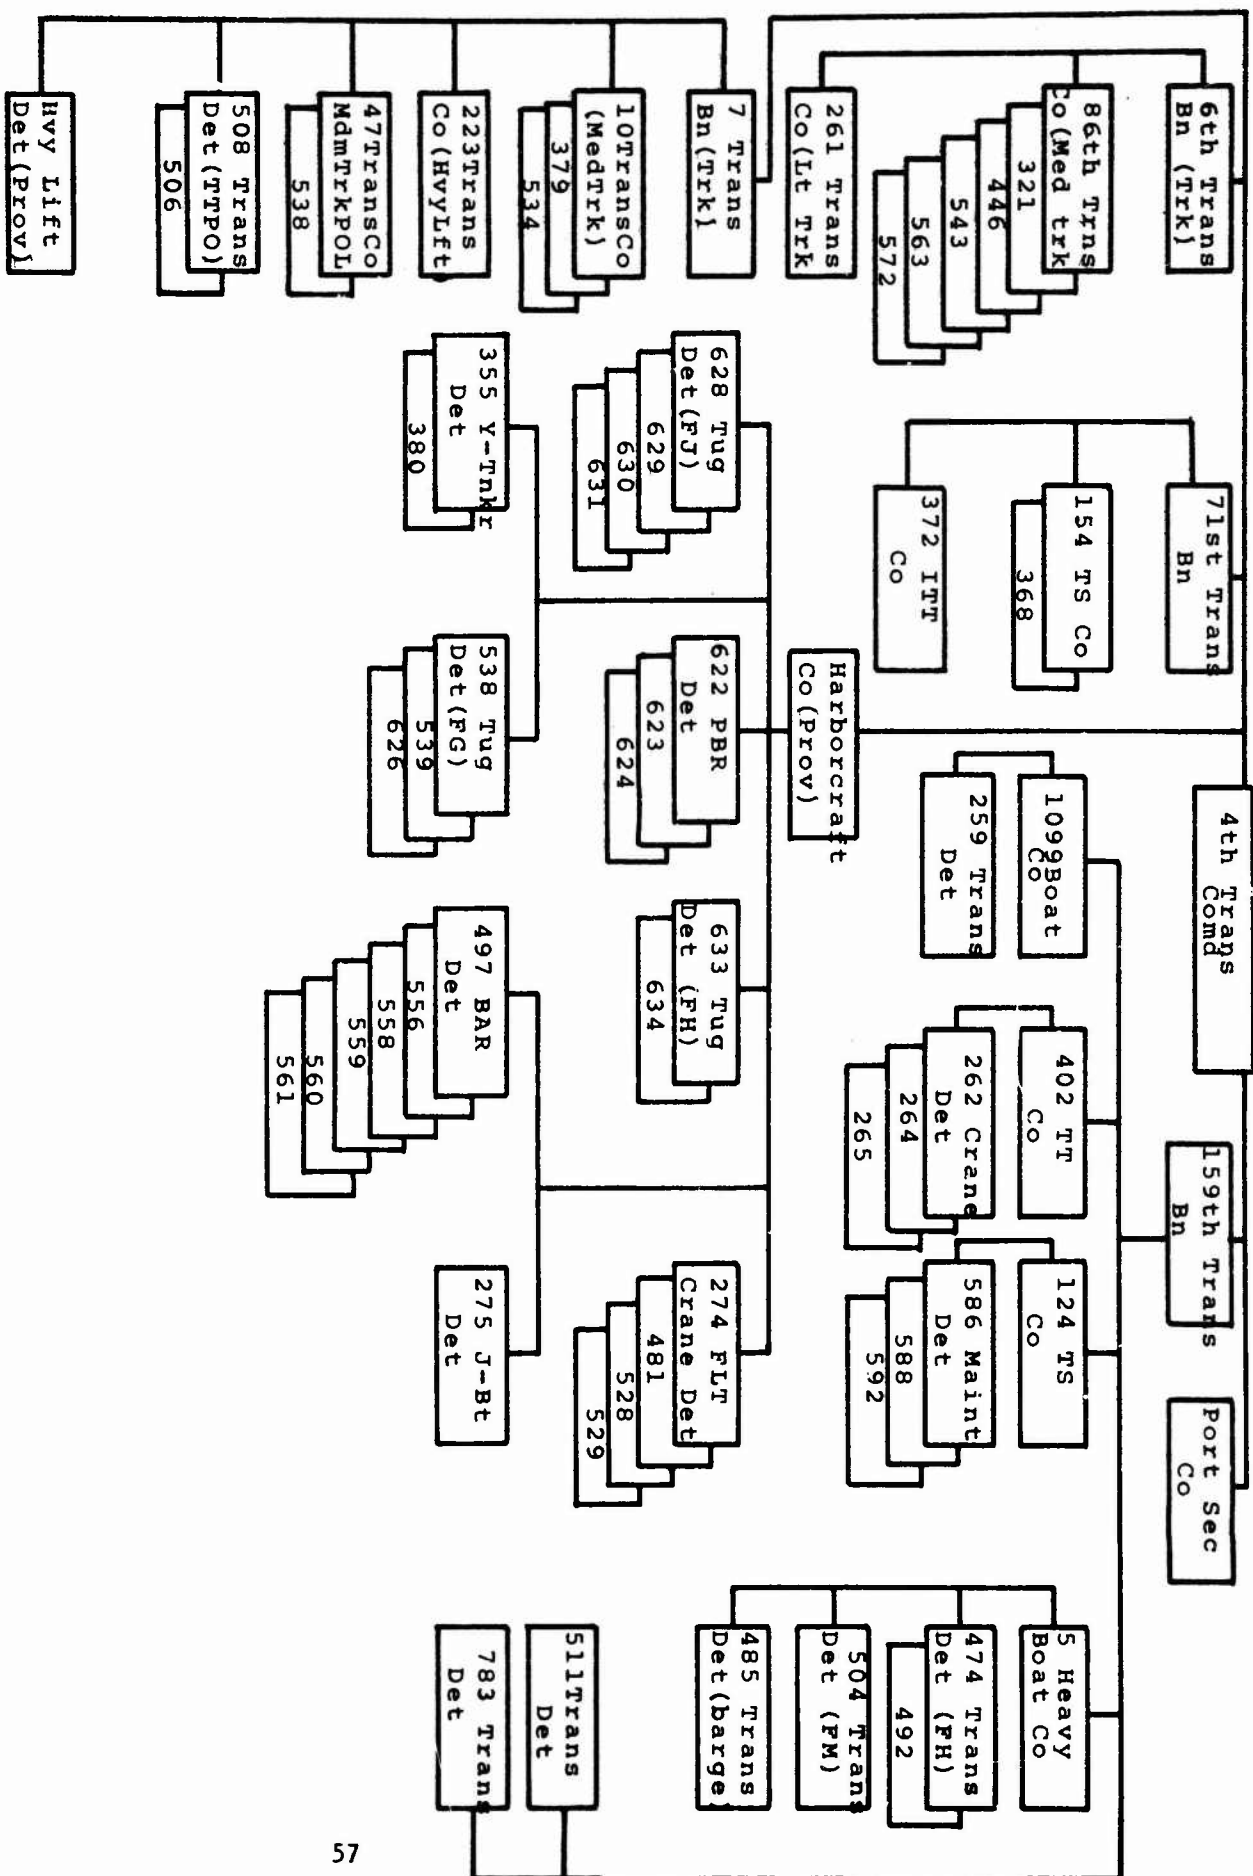 4th Trans
Comd
6th Trans
Bn (Trk)
86th Trns
Co(Med trk
321
446
543
563
572
261 Trans
Co(Lt Trk
7 Trans
Bn(Trk)
10TransCo
(MedTrk)
379
534
223Trans
Co(HvyLft)
47TransCo
MdmTrkPOL
538
508 Trans
Det(TTPO)
506
Hvy Lift
Det(Prov)
71st Trans
Bn
154 TS Co
368
372 ITT
Co
Harborcraft
Co(Prov)
628 Tug
Det(FJ)
629
630
631
622 PBR
Det
623
624
633 Tug
Det (FH)
634
274 FLT
Crane Det
481
528
529
355 Y-Tnkr
Det
380
538 Tug
Det(FG)
539
626
497 BAR
Det
556
558
559
560
561
275 J-Bt
Det
159th Trans
Bn
1099Boat
Co
259 Trans
Det
402 TT
Co
262 Crane
Det
264
265
124 TS
Co
586 Maint
Det
588
592
5 Heavy
Boat Co
474 Trans
Det (FH)
492
504 Trans
Det (FM)
485 Trans
Det(barge)
511Trans
Det
783 Trans
Det
Port Sec
Co
57